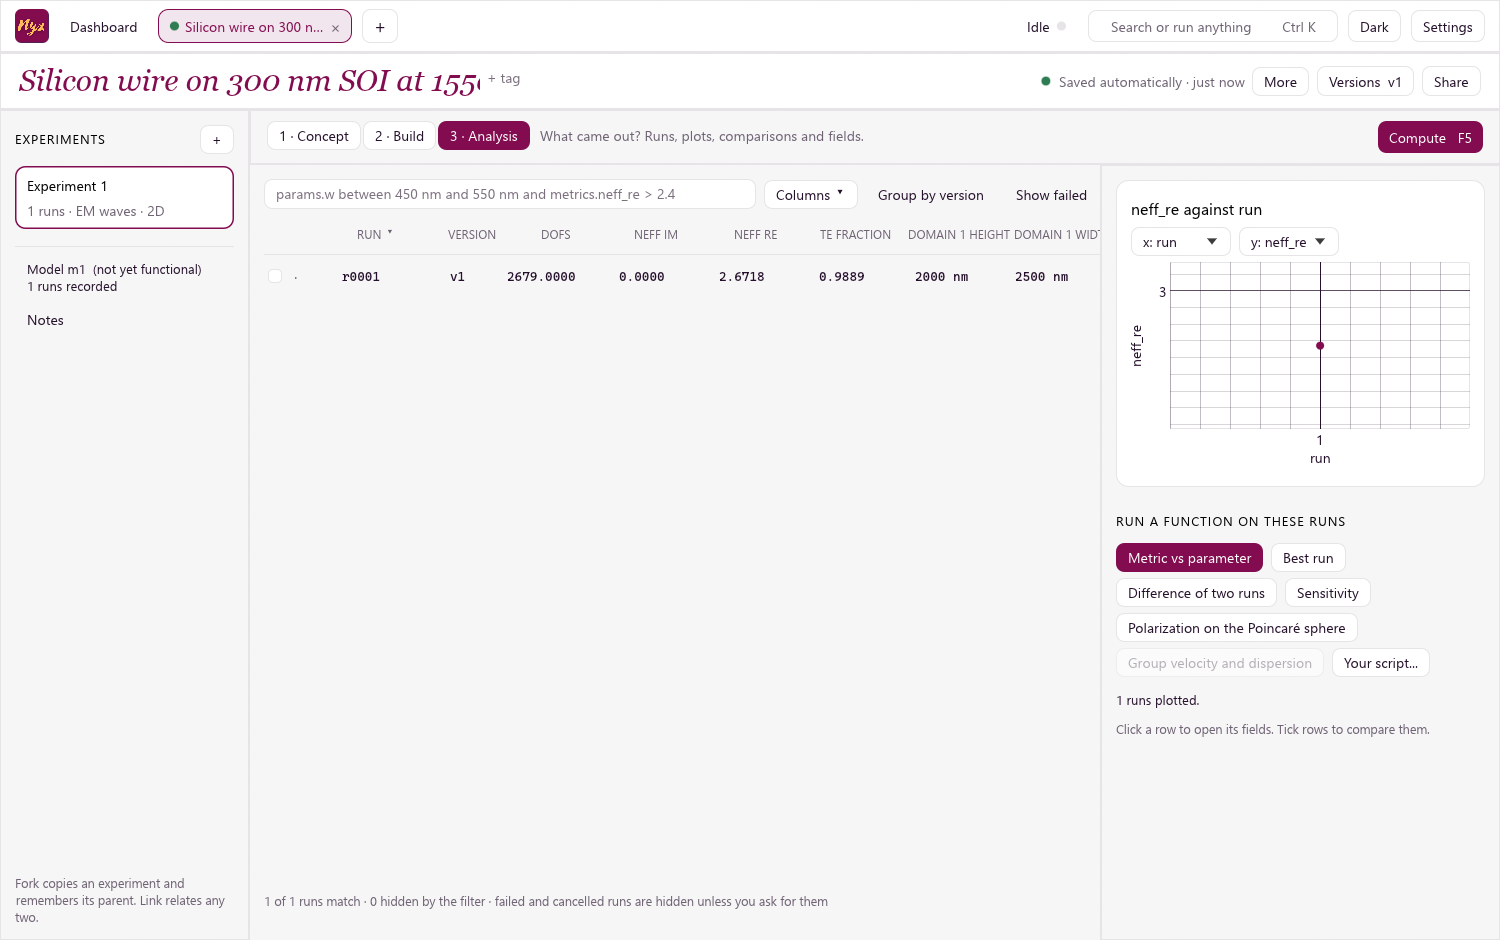 Nyx
Dashboard
Silicon wire on 300 n... ×
+
Idle
Search or run anything Ctrl K
Dark
Settings
Silicon wire on 300 nm SOI at 155
+ tag
Saved automatically · just now
More
Versions v1
Share
EXPERIMENTS
+
Experiment 1
1 runs · EM waves · 2D
Model m1 (not yet functional)
1 runs recorded
Notes
Fork copies an experiment and
remembers its parent. Link relates any
two.
1 · Concept
2 · Build
3 · Analysis
What came out? Runs, plots, comparisons and fields.
Compute F5
params.w between 450 nm and 550 nm and metrics.neff_re > 2.4
Columns ▾
Group by version
Show failed
RUN ▾ VERSION DOFS NEFF IM NEFF RE TE FRACTION DOMAIN 1 HEIGHT DOMAIN 1 WIDT
· r0001 v1 2679.0000 0.0000 2.6718 0.9889 2000 nm 2500 nm
1 of 1 runs match · 0 hidden by the filter · failed and cancelled runs are hidden unless you ask for them
neff_re against run
x: run
y: neff_re
3
neff_re
1
run
RUN A FUNCTION ON THESE RUNS
Metric vs parameter
Best run
Difference of two runs
Sensitivity
Polarization on the Poincaré sphere
Group velocity and dispersion
Your script...
1 runs plotted.
Click a row to open its fields. Tick rows to compare them.